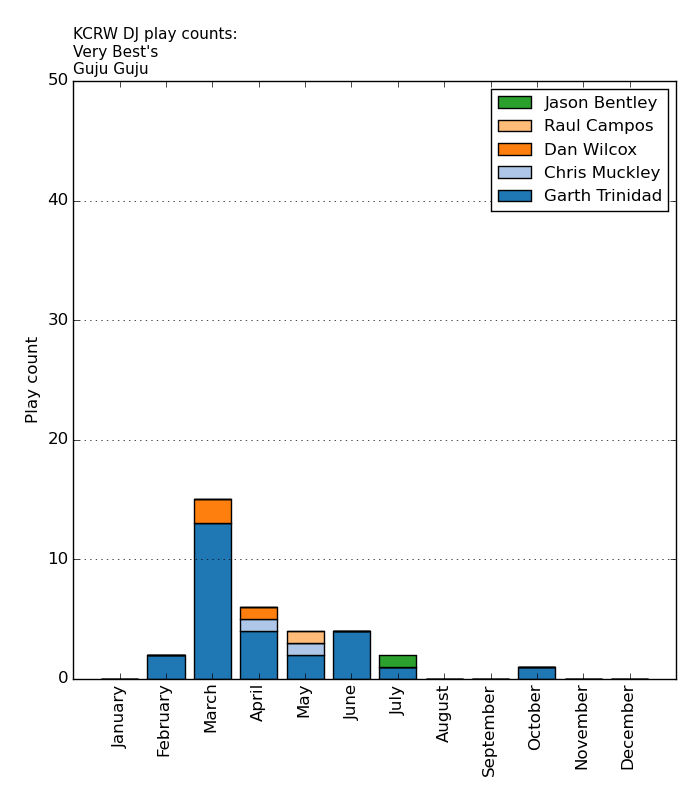 KCRW DJ play counts:
Very Best's
Guju Guju
50
40
30
20
10
0
Play count
Jason Bentley
Raul Campos
Dan Wilcox
Chris Muckley
Garth Trinidad
January
February
March
April
May
June
July
August
September
October
November
December